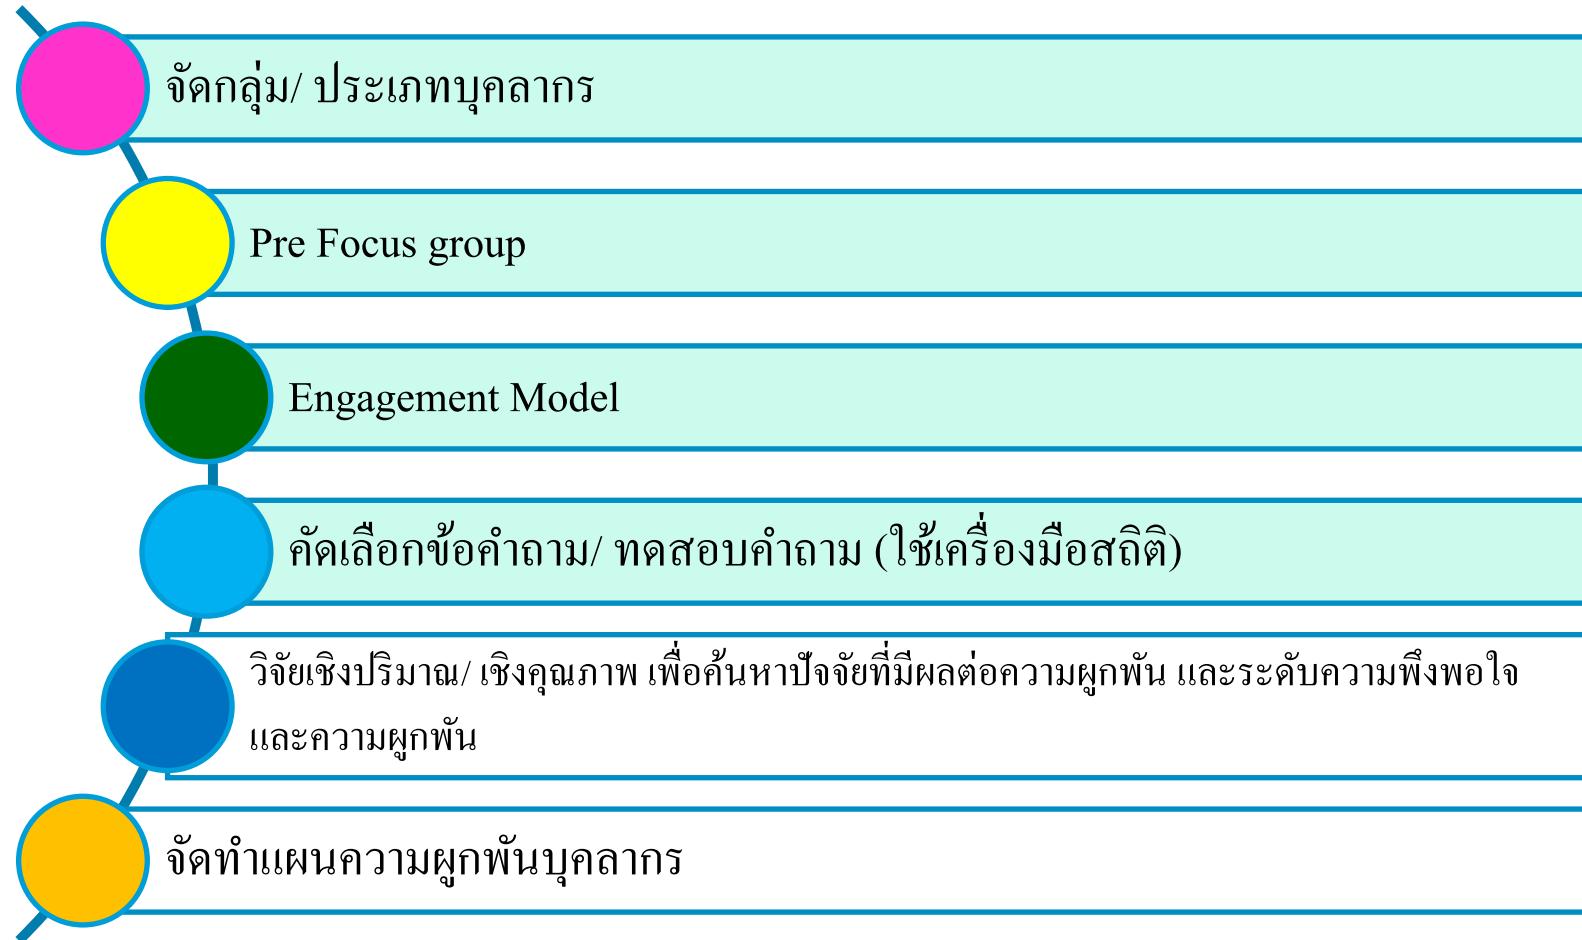 จัดกลุ่ม/ ประเภทบุคลากร
Pre Focus group
Engagement Model
คัดเลือกข้อคำถาม/ ทดสอบคำถาม (ใช้เครื่องมือสถิติ)
วิจัยเชิงปริมาณ/ เชิงคุณภาพ เพื่อค้นหาปัจจัยที่มีผลต่อความผูกพัน และระดับความพึงพอใจ
และความผูกพัน
จัดทำแผนความผูกพันบุคลากร